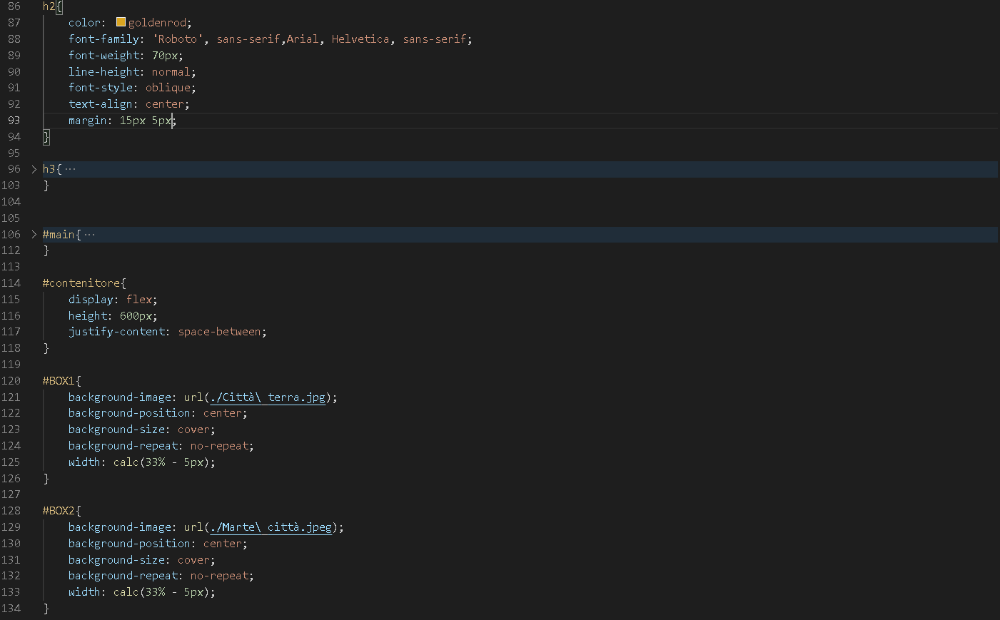 86 h2{
87 color: goldenrod;
88 font-family: 'Roboto', sans-serif,Arial, Helvetica, sans-serif;
89 font-weight: 70px;
90 line-height: normal;
91 font-style: oblique;
92 text-align: center;
93 margin: 15px 5px;
94 }
95
96 > h3{ ···
103 }
104
105
106 > #main{ ···
112 }
113
114 #contenitore{
115 display: flex;
116 height: 600px;
117 justify-content: space-between;
118 }
119
120 #BOX1{
121 background-image: url(./Città\ terra.jpg);
122 background-position: center;
123 background-size: cover;
124 background-repeat: no-repeat;
125 width: calc(33% - 5px);
126 }
127
128 #BOX2{
129 background-image: url(./Marte\ città.jpeg);
130 background-position: center;
131 background-size: cover;
132 background-repeat: no-repeat;
133 width: calc(33% - 5px);
134 }